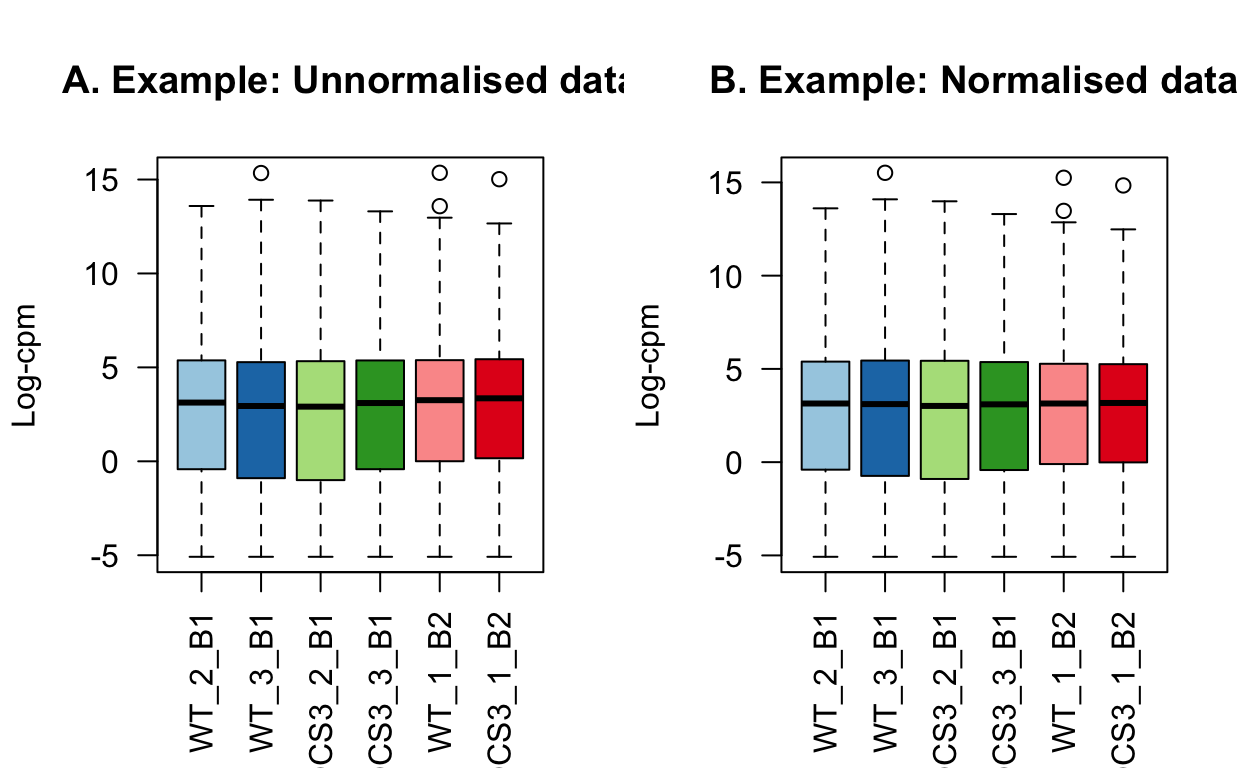 A. Example: Unnormalised data
Log-cpm
15
10
5
0
-5
WT_2_B1
WT_3_B1
CS3_2_B1
CS3_3_B1
WT_1_B2
CS3_1_B2
B. Example: Normalised data
Log-cpm
15
10
5
0
-5
WT_2_B1
WT_3_B1
CS3_2_B1
CS3_3_B1
WT_1_B2
CS3_1_B2